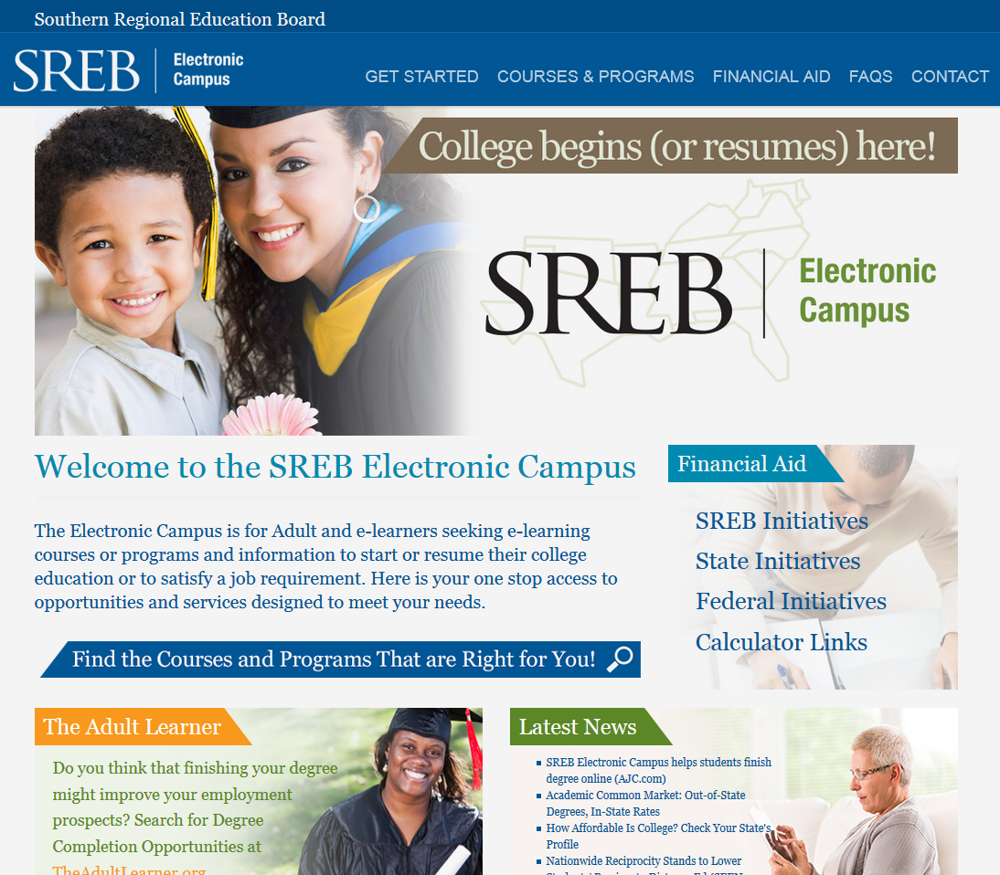 Southern Regional Education Board
SREB
Electronic
Campus
GET STARTED COURSES & PROGRAMS FINANCIAL AID FAQS CONTACT
College begins (or resumes) here!
SREB
Electronic
Campus
Welcome to the SREB Electronic Campus
The Electronic Campus is for Adult and e-learners seeking e-learning
courses or programs and information to start or resume their college
education or to satisfy a job requirement. Here is your one stop access to
opportunities and services designed to meet your needs.
Find the Courses and Programs That are Right for You!
Financial Aid
SREB Initiatives
State Initiatives
Federal Initiatives
Calculator Links
The Adult Learner
Do you think that finishing your degree
might improve your employment
prospects? Search for Degree
Completion Opportunities at
TheAdultLearner.org
Latest News
SREB Electronic Campus helps students finish
degree online (AJC.com)
Academic Common Market: Out-of-State
Degrees, In-State Rates
How Affordable Is College? Check Your State's
Profile
Nationwide Reciprocity Stands to Lower